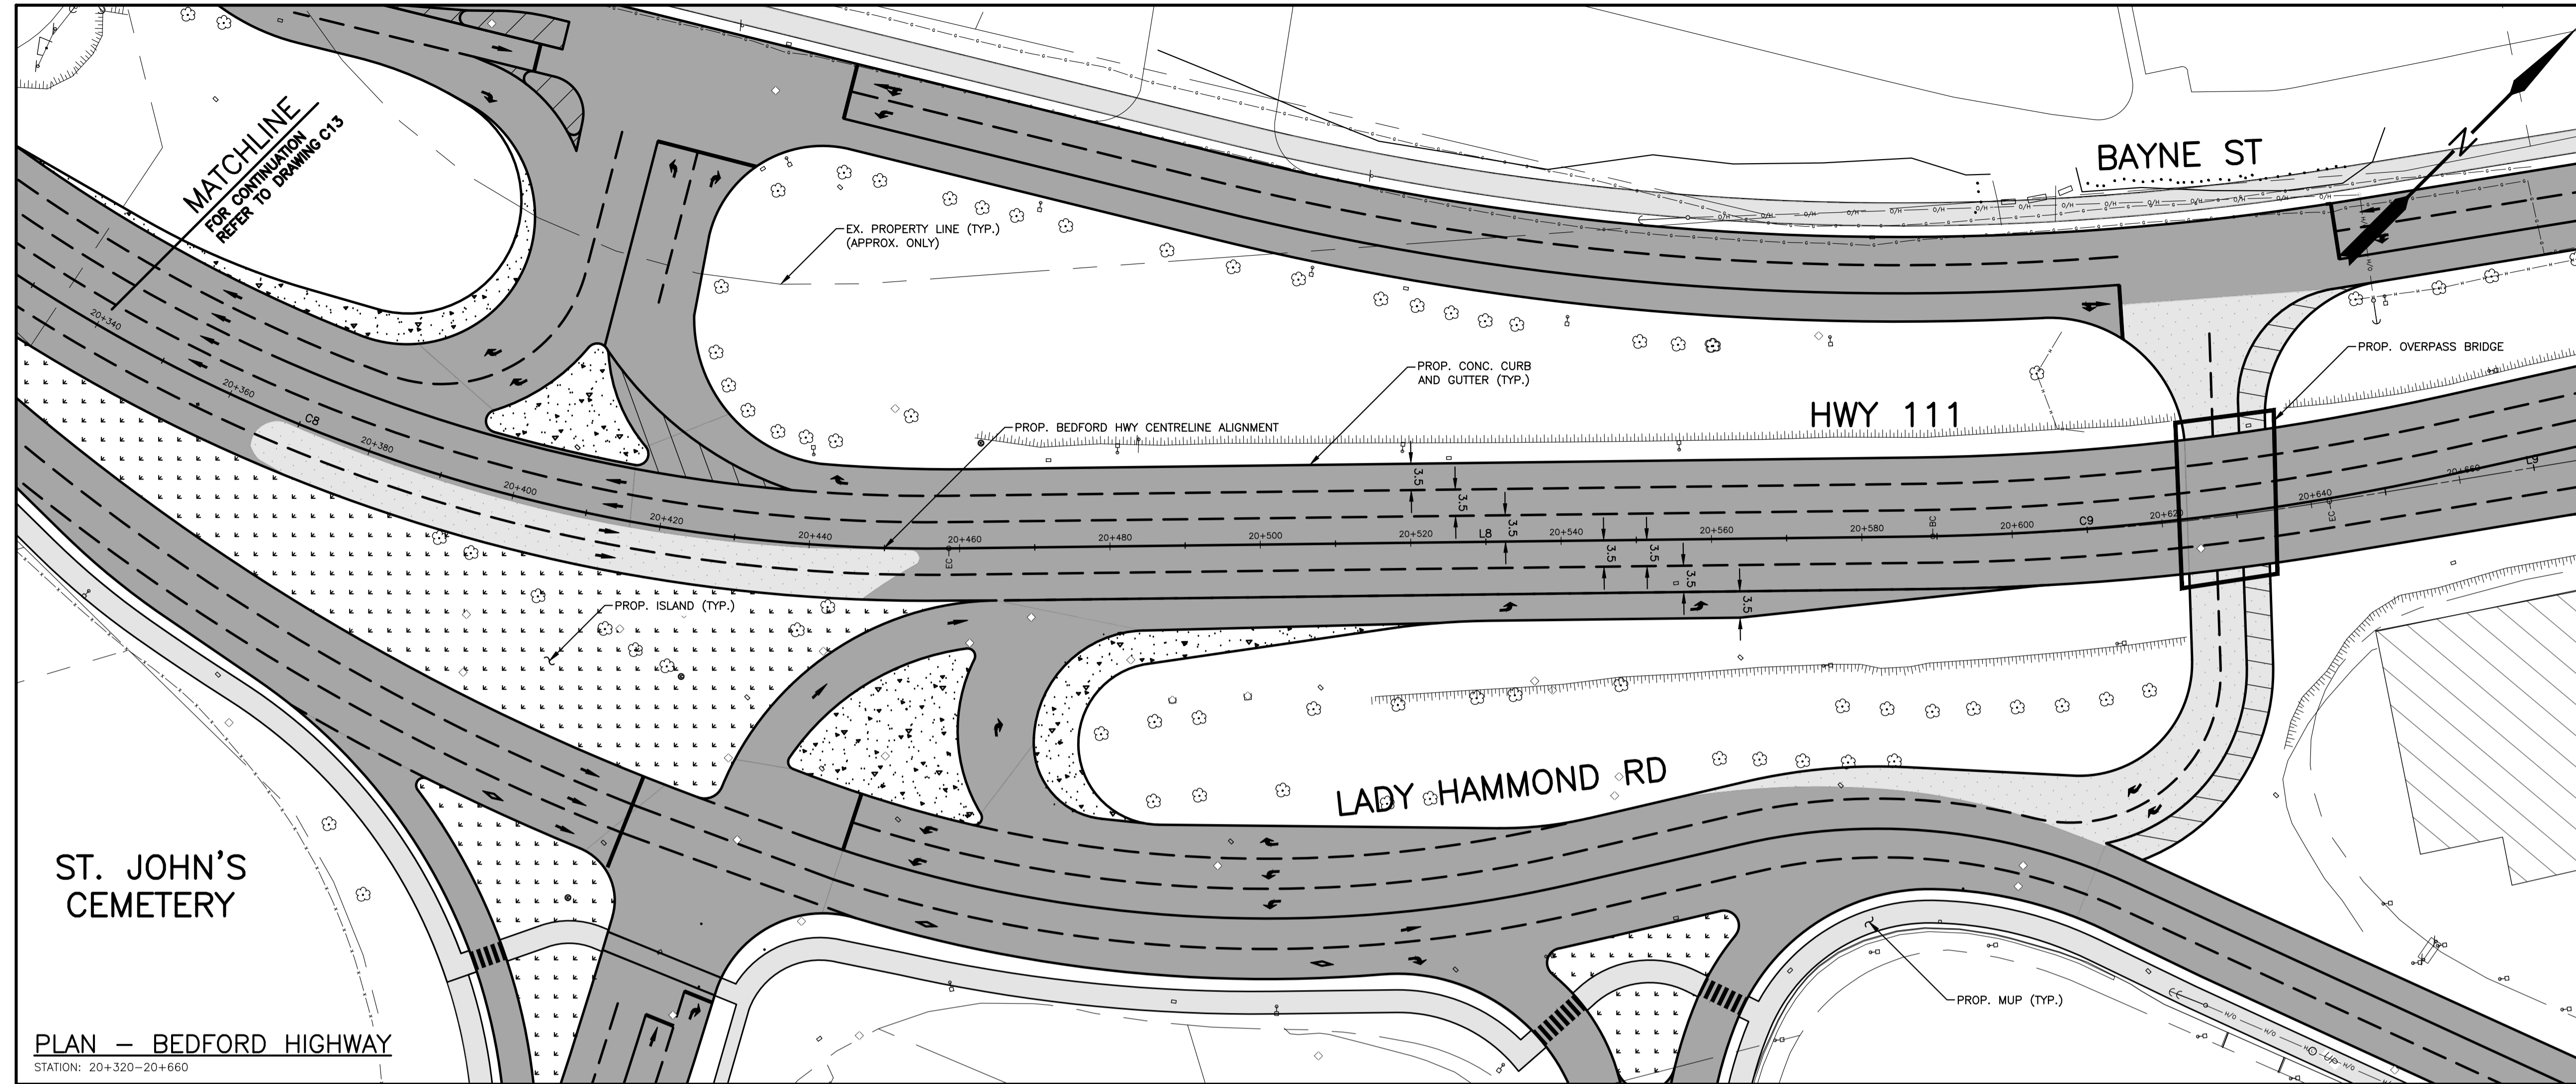 MATCHLINE
FOR CONTINUATION
REFER TO DRAWING C13
EX. PROPERTY LINE (TYP.)
(APPROX. ONLY)
BAYNE ST
N
PROP. OVERPASS BRIDGE
PROP. CONC. CURB
AND GUTTER (TYP.)
HWY 111
PROP. BEDFORD HWY CENTRELINE ALIGNMENT
20+340
20+360
C8
20+380
20+400
20+420
20+440
20+460
20+480
20+500
20+520
L8
20+540
20+560
20+580
BC
20+600
C9
20+620
20+640
EC
20+660
L9
EC
3.5
3.5
3.5
3.5
3.5
3.5
3.5
PROP. ISLAND (TYP.)
LADY HAMMOND RD
ST. JOHN'S
CEMETERY
PROP. MUP (TYP.)
PLAN – BEDFORD HIGHWAY
STATION: 20+320–20+660